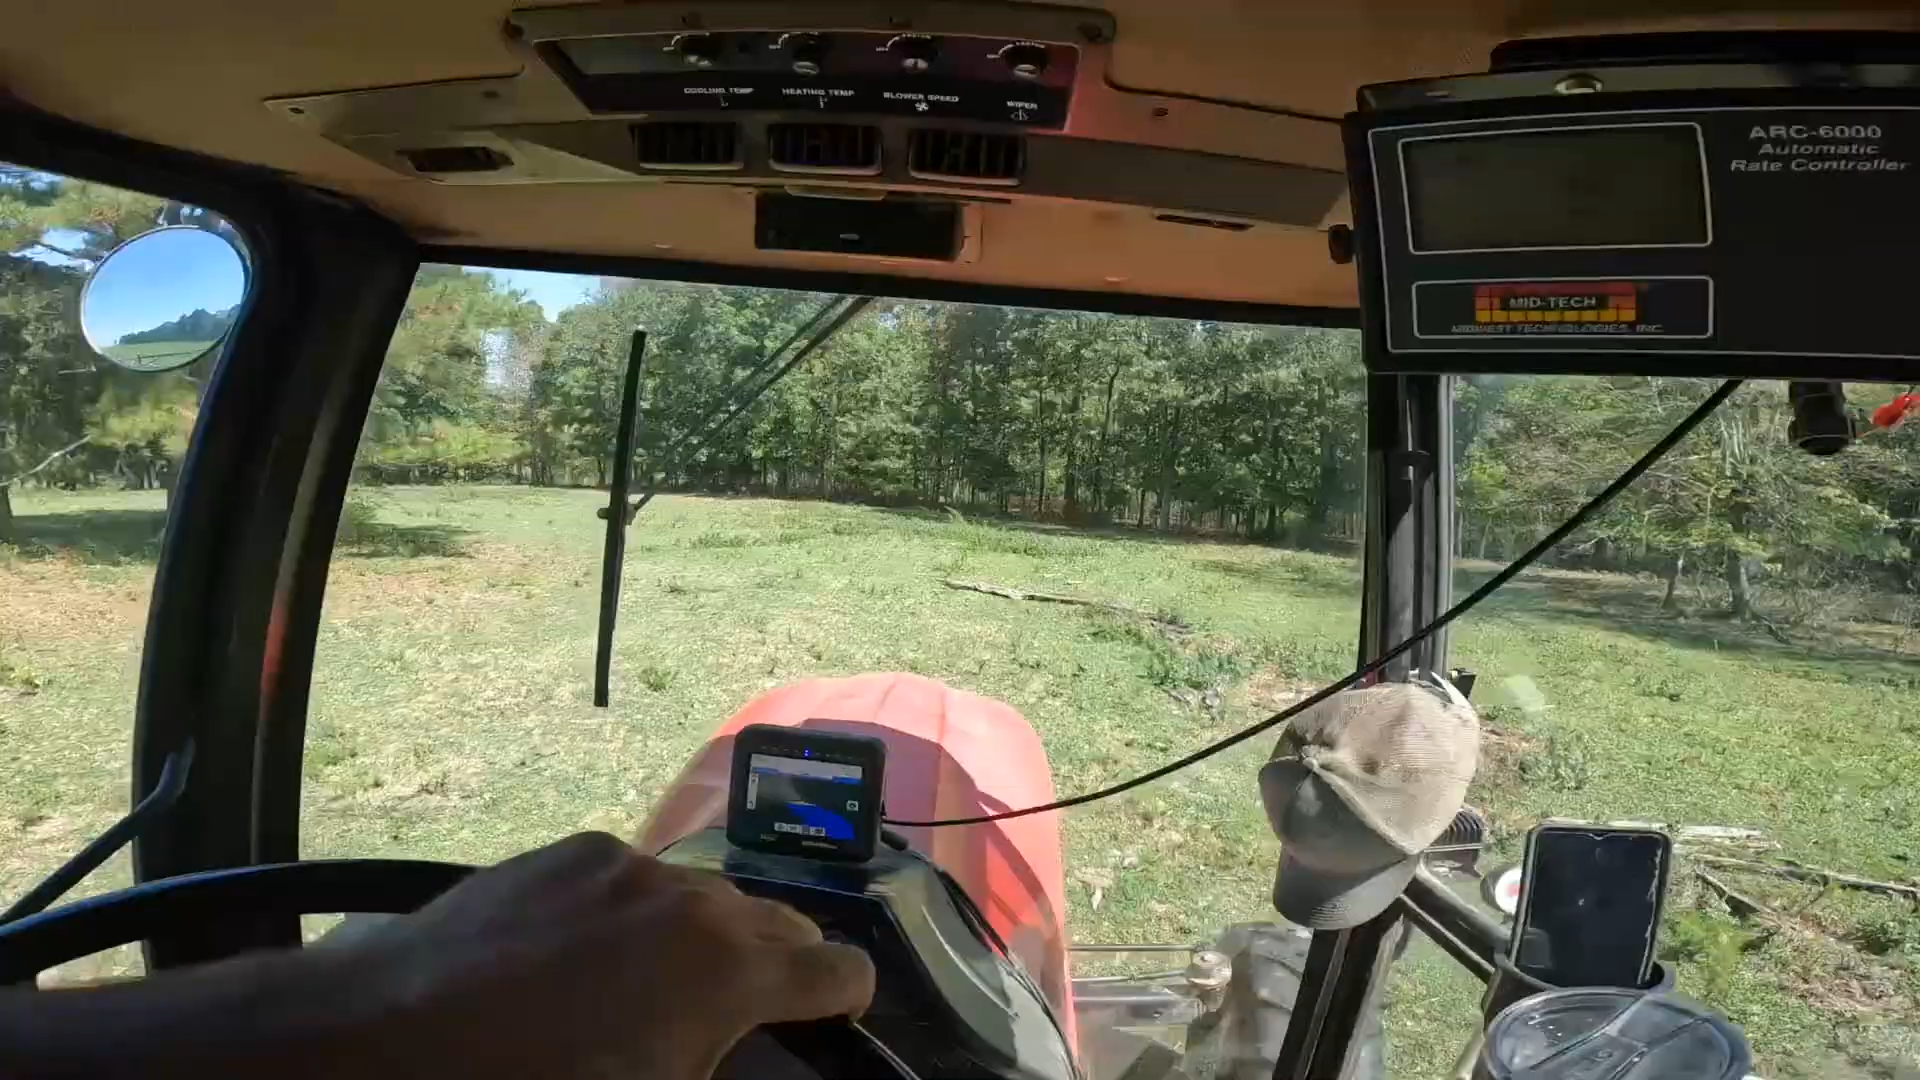 COOLING TEMP
HEATING TEMP
BLOWER SPEED
WIPER
ARC-6000
Automatic
Rate Controller
MID-TECH
MIDWEST TECHNOLOGIES, INC.